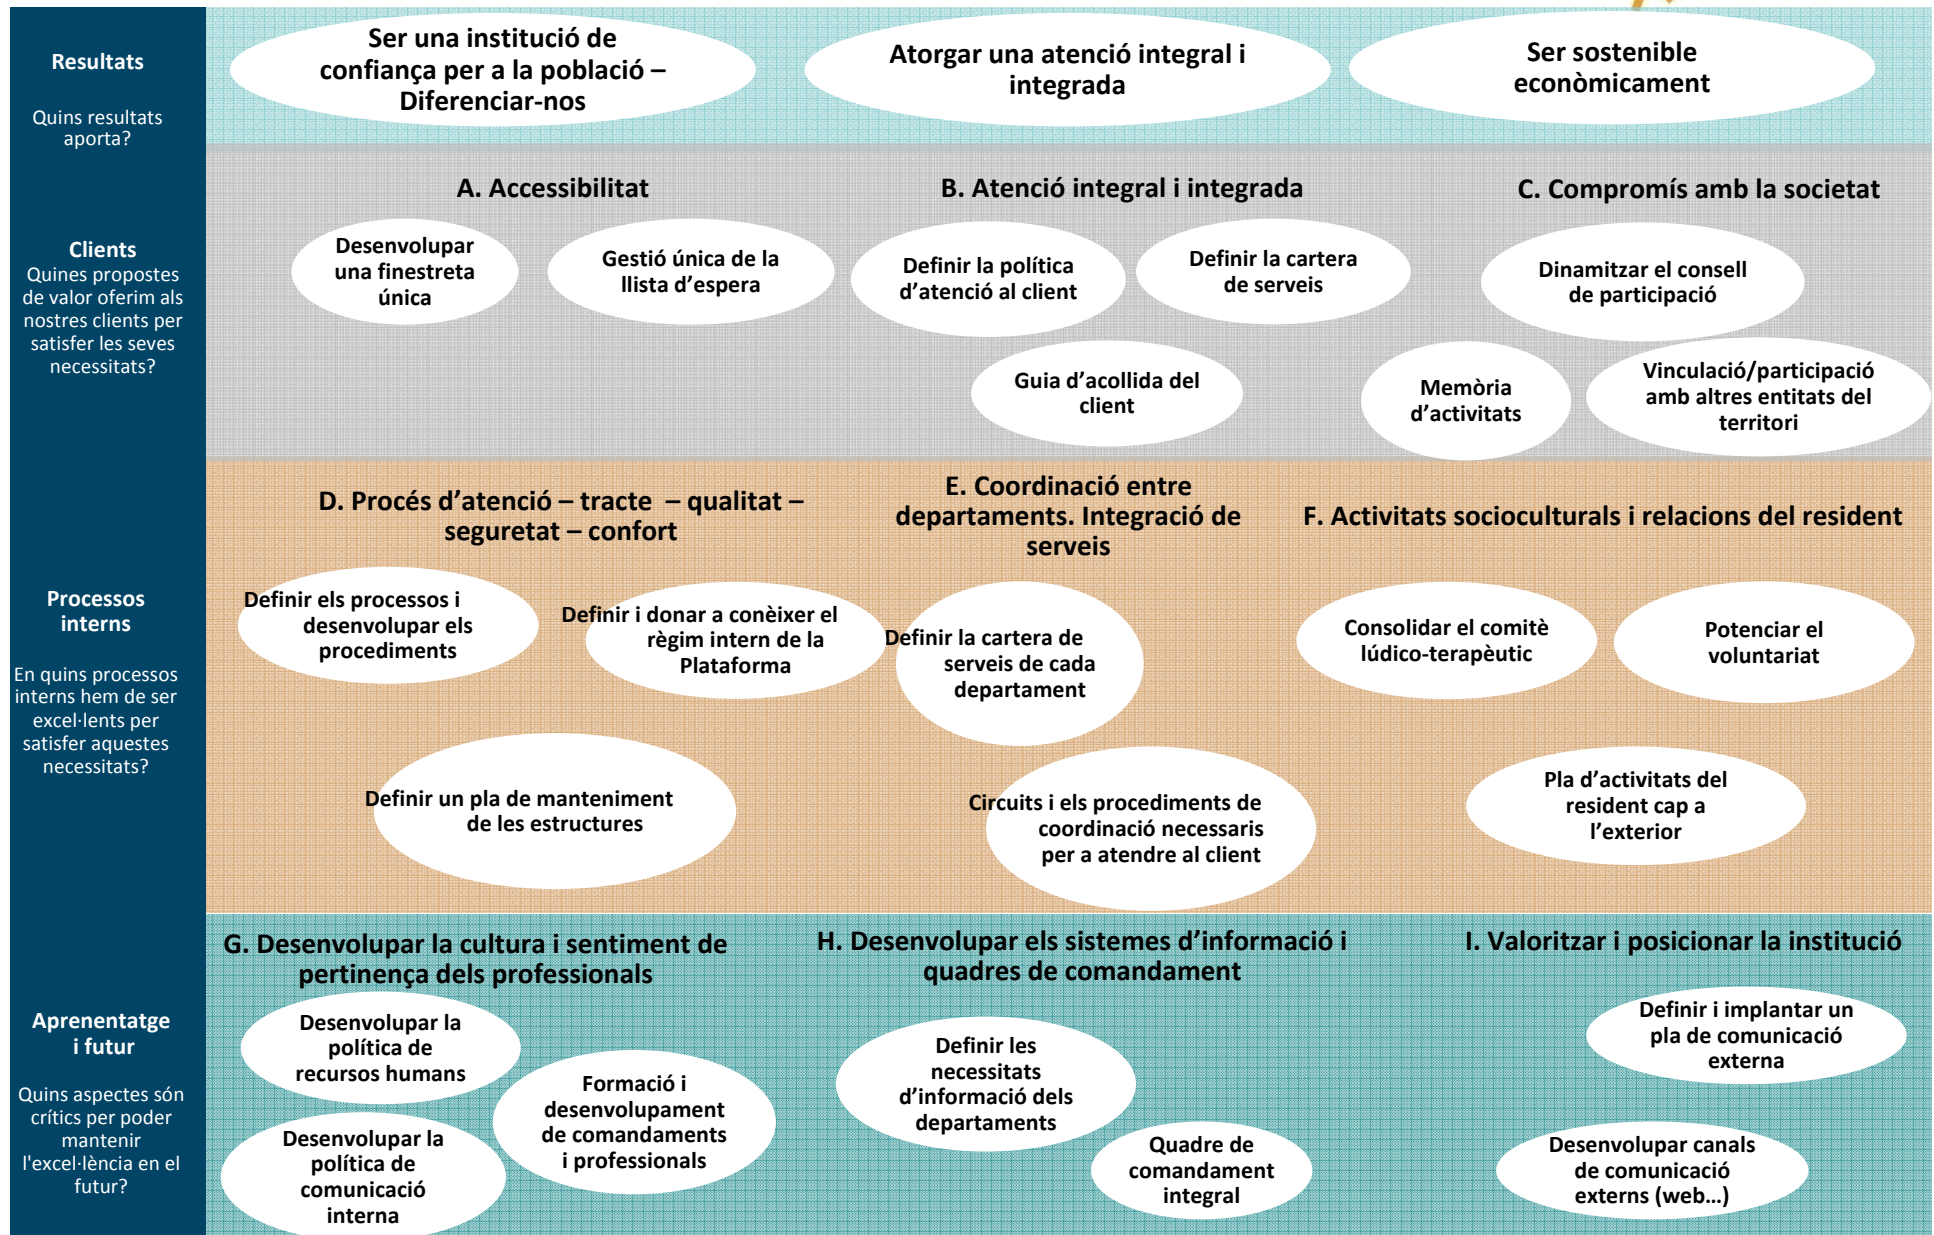 Resultats
Quins resultats
aporta?
Ser una institució de
confiança per a la població –
Diferenciar-nos
Atorgar una atenció integral i
integrada
Ser sostenible
econòmicament
Clients
Quines propostes
de valor oferim als
nostres clients per
satisfer les seves
necessitats?
A. Accessibilitat
Desenvolupar
una finestreta
única
Gestió única de la
llista d’espera
B. Atenció integral i integrada
Definir la política
d’atenció al client
Definir la cartera
de serveis
Guia d’acollida del
client
C. Compromís amb la societat
Dinamitzar el consell
de participació
Memòria
d’activitats
Vinculació/participació
amb altres entitats del
territori
Processos
interns
En quins processos
interns hem de ser
excel·lents per
satisfer aquestes
necessitats?
D. Procés d’atenció – tracte – qualitat –
seguretat – confort
Definir els processos i
desenvolupar els
procediments
Definir i donar a conèixer el
règim intern de la
Plataforma
Definir un pla de manteniment
de les estructures
E. Coordinació entre
departaments. Integració de
serveis
Definir la cartera de
serveis de cada
departament
Circuits i els procediments de
coordinació necessaris
per a atendre al client
F. Activitats socioculturals i relacions del resident
Consolidar el comitè
lúdico-terapèutic
Potenciar el
voluntariat
Pla d’activitats del
resident cap a
l’exterior
Aprenentatge
i futur
Quins aspectes són
crítics per poder
mantenir
l'excel·lència en el
futur?
G. Desenvolupar la cultura i sentiment de
pertinença dels professionals
Desenvolupar la
política de
recursos humans
Formació i
desenvolupament
de comandaments
i professionals
Desenvolupar la
política de
comunicació
interna
H. Desenvolupar els sistemes d’informació i
quadres de comandament
Definir les
necessitats
d’informació dels
departaments
Quadre de
comandament
integral
I. Valoritzar i posicionar la institució
Definir i implantar un
pla de comunicació
externa
Desenvolupar canals
de comunicació
externs (web…)